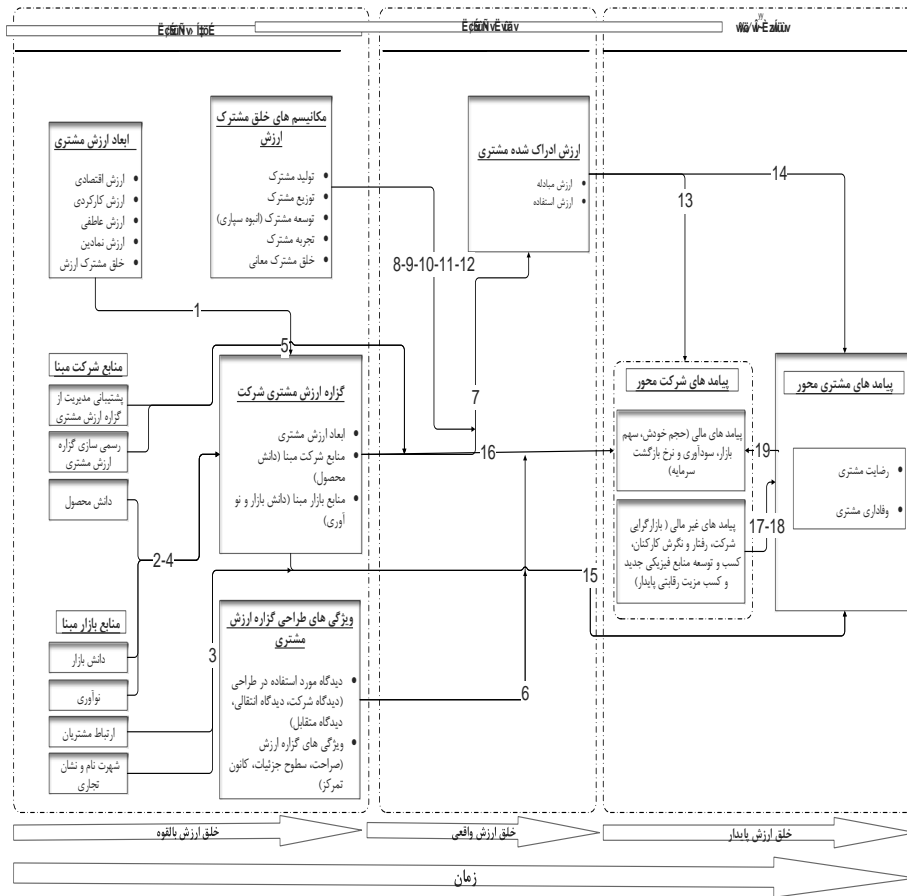 مکانیسم های خلق مشترک
ارزش
تولید مشترک
توزیع مشترک
توسعه مشترک (انبوه سپاری)
تجربه مشترک
خلق مشترک معانی
ابعاد ارزش مشتری
ارزش اقتصادی
ارزش کارکردی
ارزش عاطفی
ارزش نمادین
خلق مشترک ارزش
ارزش ادراک شده مشتری
ارزش مبادله
ارزش استفاده
14
13
8-9-10-11-12
1
5
7
16
منابع شرکت مبنا
پشتیبانی مدیریت از
گزاره ارزش مشتری
رسمی سازی گزاره
ارزش مشتری
دانش محصول
2-4
گزاره ارزش مشتری شرکت
ابعاد ارزش مشتری
منابع شرکت مبنا (دانش
محصول)
منابع بازار مبنا (دانش بازار و نو
آوری)
پیامد های شرکت محور
پیامد های مالی (حجم خودش، سهم
بازار، سودآوری و نرخ بازگشت
سرمایه)
پیامد های غیر مالی ( بازارگرایی
شرکت، رفتار و نگرش کارکنان،
کسب و توسعه منابع فیزیکی جدید
و کسب مزیت رقابتی پایدار)
19
17-18
پیامد های مشتری محور
رضایت مشتری
وفاداری مشتری
15
منابع بازار مبنا
دانش بازار
نوآوری
ارتباط مشتریان
شهرت نام و نشان
تجاری
3
ویژگی های طراحی گزاره ارزش
مشتری
دیدگاه مورد استفاده در طراحی
(دیدگاه شرکت، دیدگاه انتقالی،
دیدگاه متقابل)
ویژگی های گزاره ارزش
(صراحت، سطوح جزئیات، کانون
تمرکز)
6
خلق ارزش بالقوه
خلق ارزش واقعی
خلق ارزش پایدار
زمان